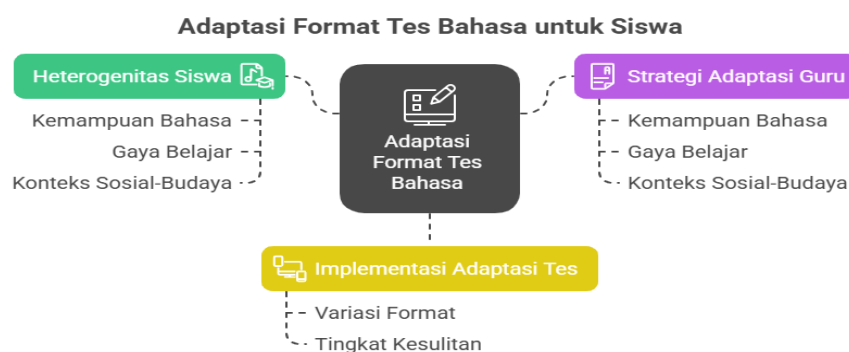 Adaptasi Format Tes Bahasa untuk Siswa
Heterogenitas Siswa
Kemampuan Bahasa
Gaya Belajar
Konteks Sosial-Budaya
Adaptasi
Format Tes
Bahasa
Strategi Adaptasi Guru
Kemampuan Bahasa
Gaya Belajar
Konteks Sosial-Budaya
Implementasi Adaptasi Tes
Variasi Format
Tingkat Kesulitan